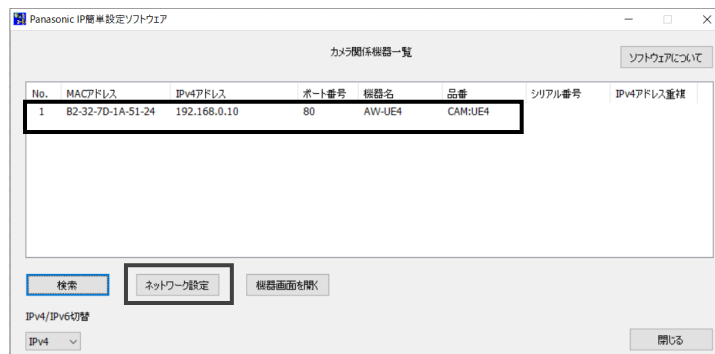 Panasonic IP簡単設定ソフトウェア
カメラ関係機器一覧
ソフトウェアについて
No. MACアドレス IPv4アドレス ポート番号 機器名 品番 シリアル番号 IPv4アドレス重複
1 B2-32-7D-1A-51-24 192.168.0.10 80 AW-UE4 CAM:UE4
検索 ネットワーク設定 機器画面を開く
IPv4/IPv6切替
IPv4 閉じる